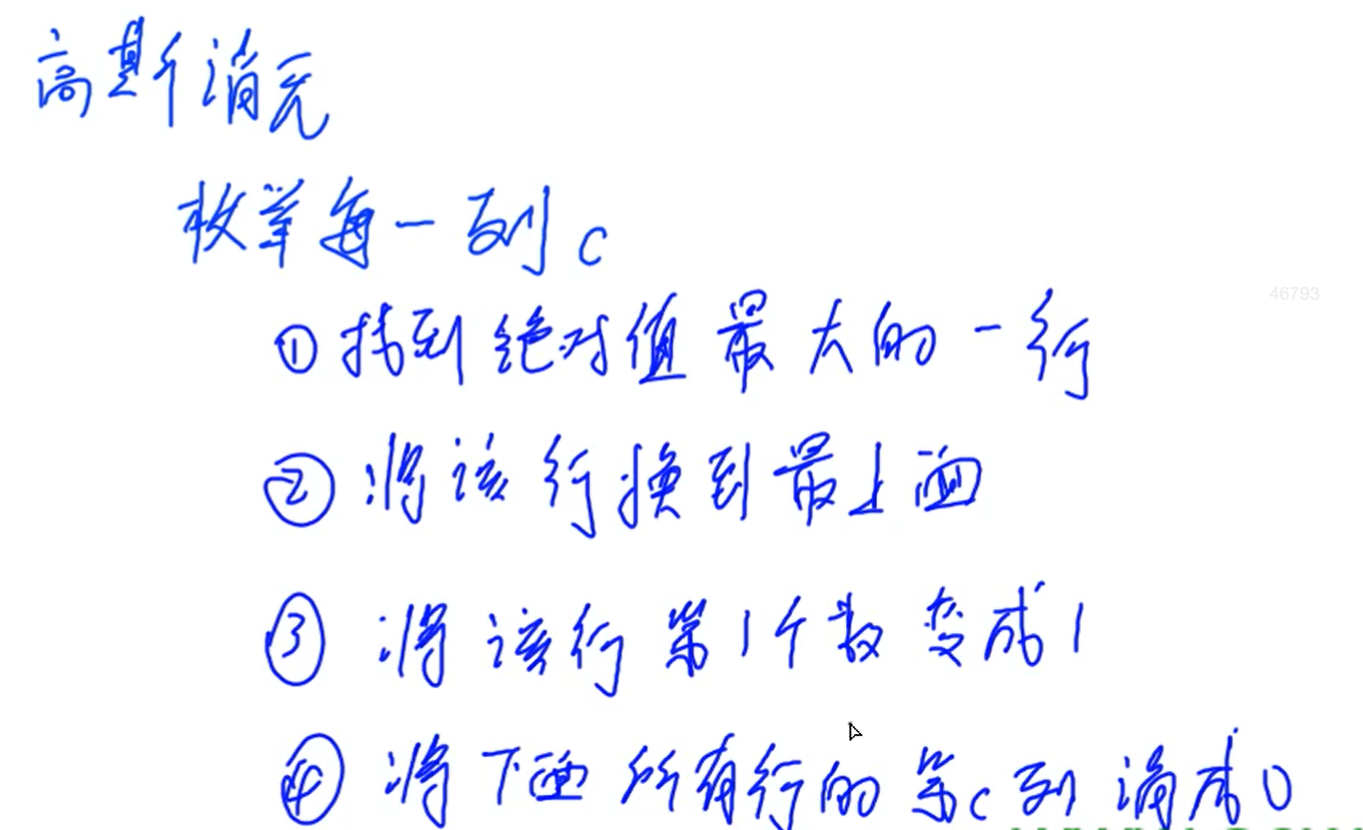 高斯消元
枚举每一列c
46793
①找到绝对值最大的一行
②将该行换到最上面
③将该行第1个数变成1
④将下面所有行的第c列消成0